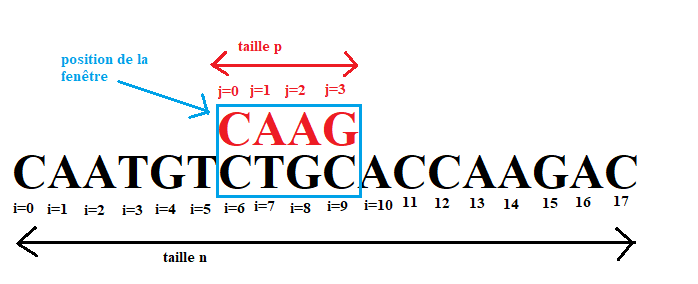 taille p
position de la
fenêtre
j=0 j=1 j=2 j=3
CAAG
CAATGTCTGCACCAAGAC
i=0 i=1 i=2 i=3 i=4 i=5 i=6 i=7 i=8 i=9 i=10 11 12 13 14 15 16 17
taille n